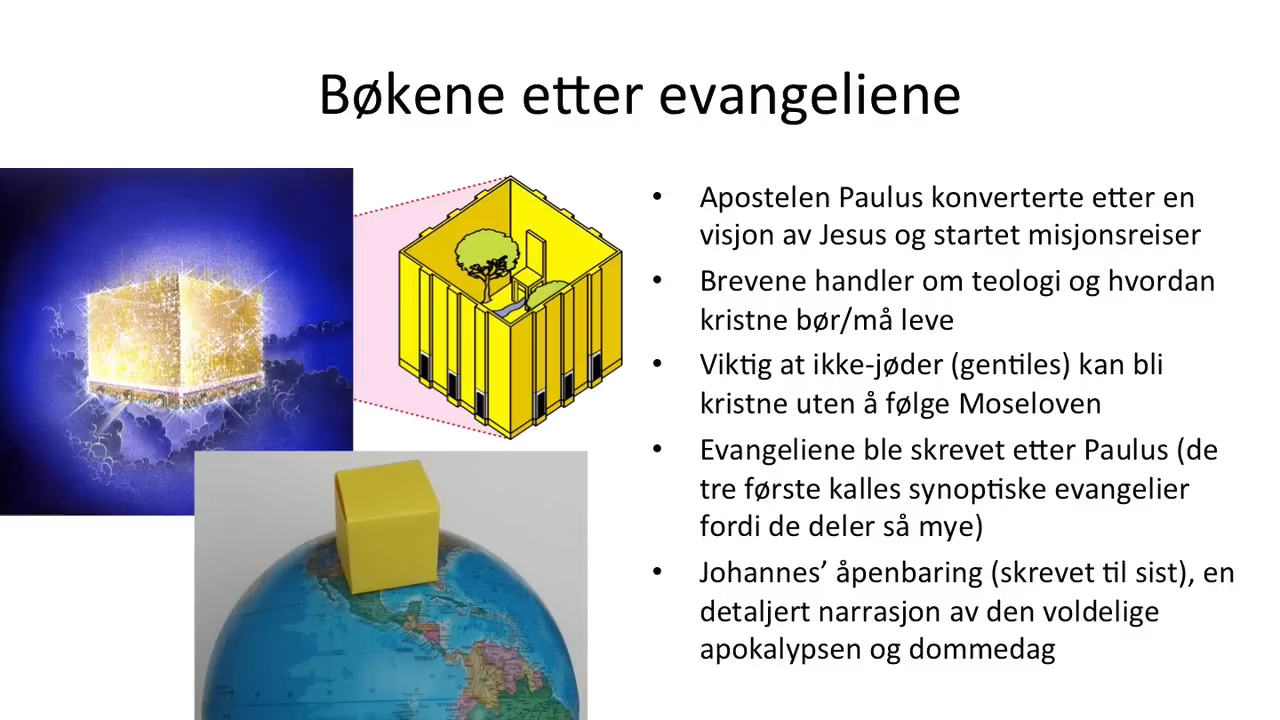 Bøkene etter evangeliene
• Apostelen Paulus konverterte etter en
visjon av Jesus og startet misjonsreiser
• Brevene handler om teologi og hvordan
kristne bør/må leve
• Viktig at ikke-jøder (gentiles) kan bli
kristne uten å følge Moseloven
• Evangeliene ble skrevet etter Paulus (de
tre første kalles synoptiske evangelier
fordi de deler så mye)
• Johannes’ åpenbaring (skrevet til sist), en
detaljert narrasjon av den voldelige
apokalypsen og dommedag